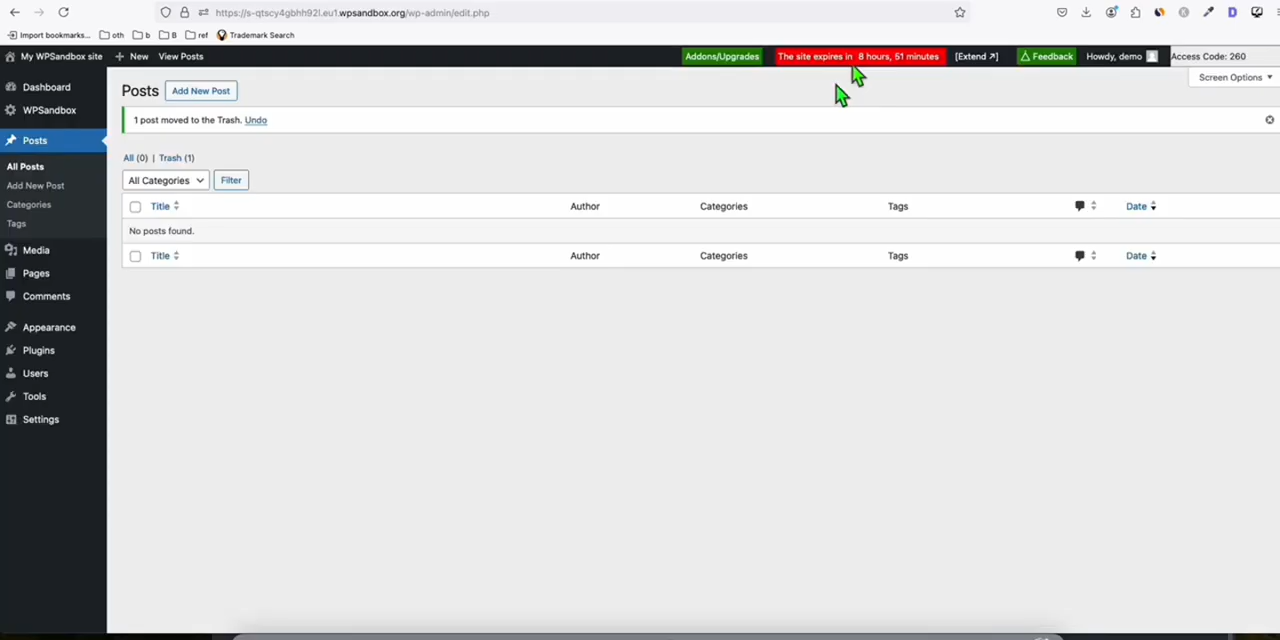 https://s-qtscy4gbhh92l.eu1.wpsandbox.org/wp-admin/edit.php
Import bookmarks... oth b B ref Trademark Search
My WPSandbox site New View Posts Addons/Upgrades The site expires in 8 hours, 51 minutes [Extend ↗] Feedback Howdy, demo Access Code: 260
Screen Options
Dashboard
WPSandbox
Posts
All Posts
Add New Post
Categories
Tags
Media
Pages
Comments
Appearance
Plugins
Users
Tools
Settings
Posts Add New Post
1 post moved to the Trash. Undo
All (0) | Trash (1)
All Categories Filter
Title Author Categories Tags Date
No posts found.
Title Author Categories Tags Date